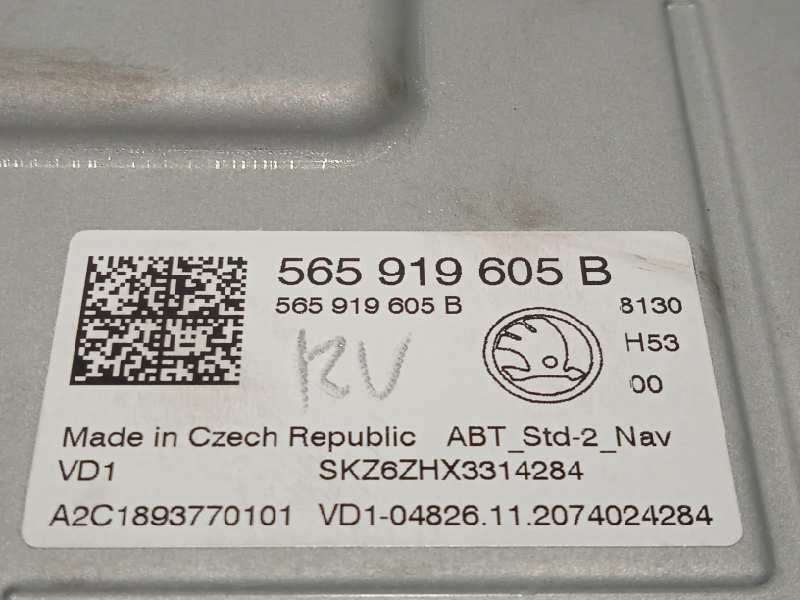 565 919 605 B
565 919 605 B
8130
H53
00
KV
Made in Czech Republic ABT_Std-2_Nav
VD1 SKZ6ZHX3314284
A2C1893770101 VD1-04826.11.2074024284